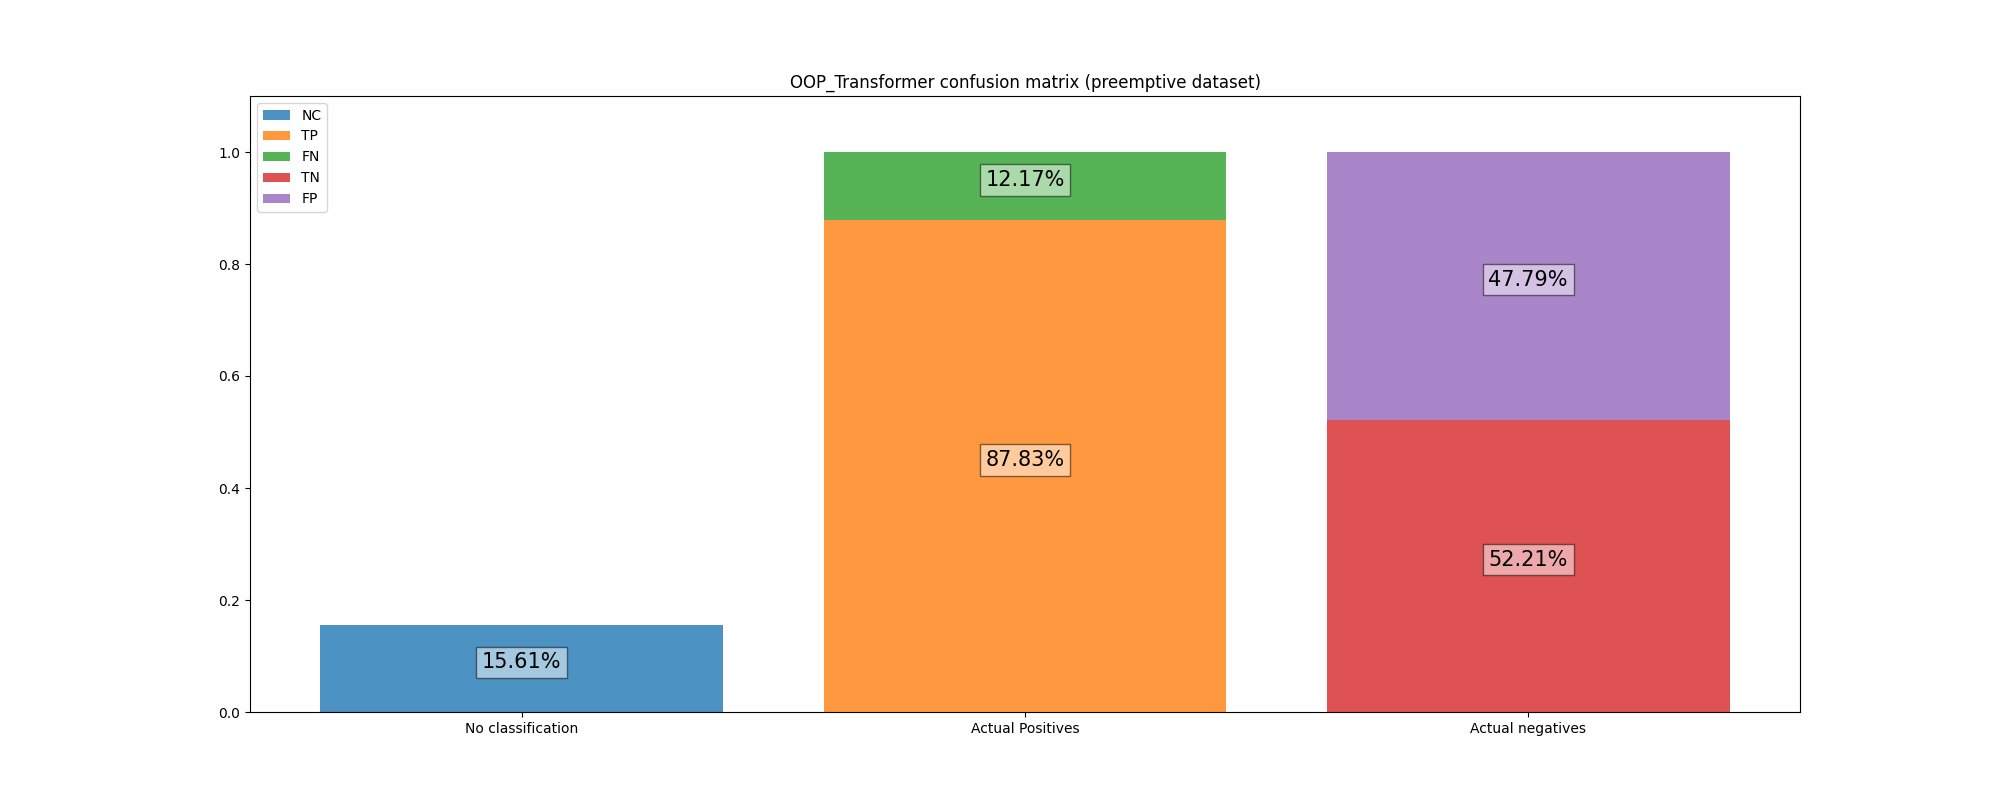 OOP_Transformer confusion matrix (preemptive dataset)
NC
TP
FN
TN
FP
1.0
0.8
0.6
0.4
0.2
0.0
12.17%
47.79%
87.83%
52.21%
15.61%
No classification
Actual Positives
Actual negatives